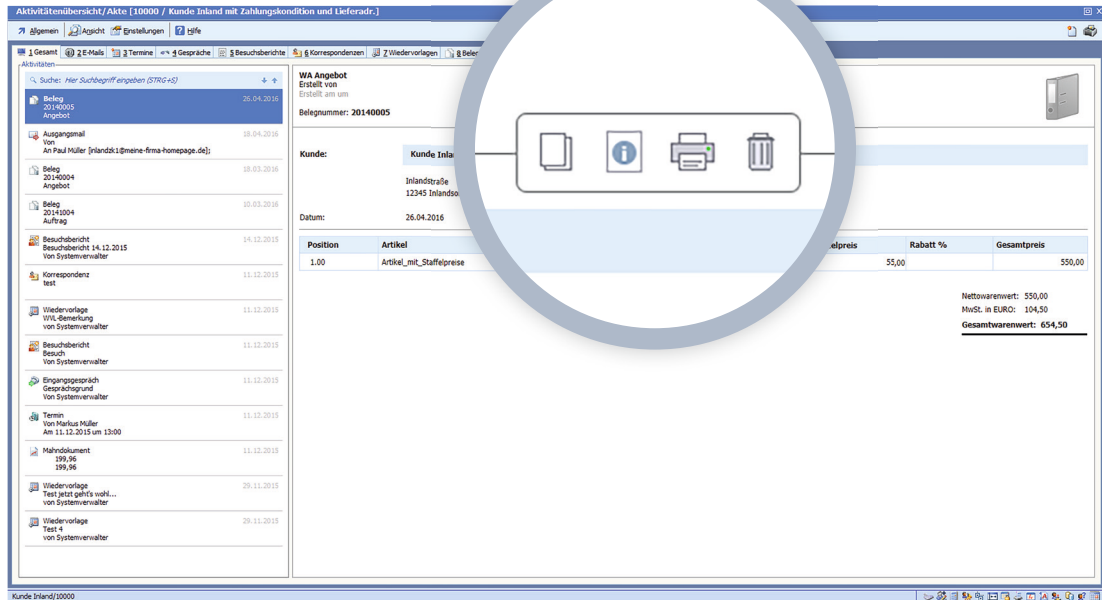 Aktivitätenübersicht/Akte [10000 / Kunde Inland mit Zahlungskondition und Lieferadr.]
Allgemein Ansicht Einstellungen Hilfe
1 Gesamt 2 E-Mails 3 Termine 4 Gespräche 5 Besuchsberichte 6 Korrespondenzen 7 Wiedervorlagen 8 Beleg
Aktivitäten
Suche: Hier Suchbegriff eingeben (STRG+S)
Beleg 26.04.2016
20140005
Angebot
Ausgangsmail 18.04.2016
Von
An Paul Müller [inlandzk1@meine-firma-homepage.de];
Beleg 18.03.2016
20140004
Angebot
Beleg 10.03.2016
20141004
Auftrag
Besuchsbericht 14.12.2015
Besuchsbericht 14.12.2015
Von Systemverwalter
Korrespondenz 11.12.2015
test
Wiedervorlage 11.12.2015
WVL-Bemerkung
von Systemverwalter
Besuchsbericht 11.12.2015
Besuch
Von Systemverwalter
Eingangsgespräch 11.12.2015
Gesprächsgrund
Von Systemverwalter
Termin 11.12.2015
Von Markus Müller
Am 11.12.2015 um 13:00
Mahndokument 11.12.2015
199,96
199,96
Wiedervorlage 29.11.2015
Test jetzt geht's wohl...
von Systemverwalter
Wiedervorlage 29.11.2015
Test 4
von Systemverwalter
WA Angebot
Erstellt von
Erstellt am um
Belegnummer: 20140005
Kunde: Kunde Inla
Inlandstraße
12345 Inlandso
Datum: 26.04.2016
Position Artikel elpreis Rabatt % Gesamtpreis
1.00 Artikel_mit_Staffelpreise 55,00 550,00
Nettowarenwert: 550,00
MwSt. in EURO: 104,50
Gesamtwarenwert: 654,50
Kunde Inland/10000